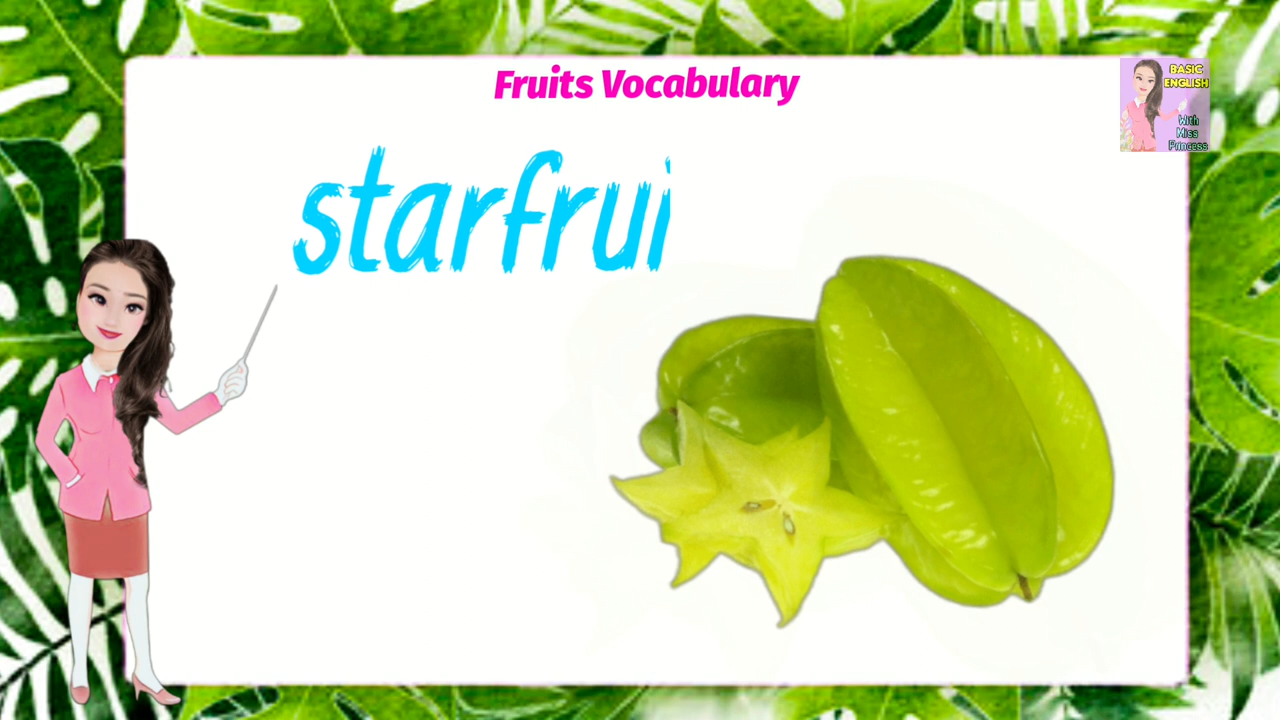 Fruits Vocabulary
starfrui
BASIC
ENGLISH
With
Miss
Princess